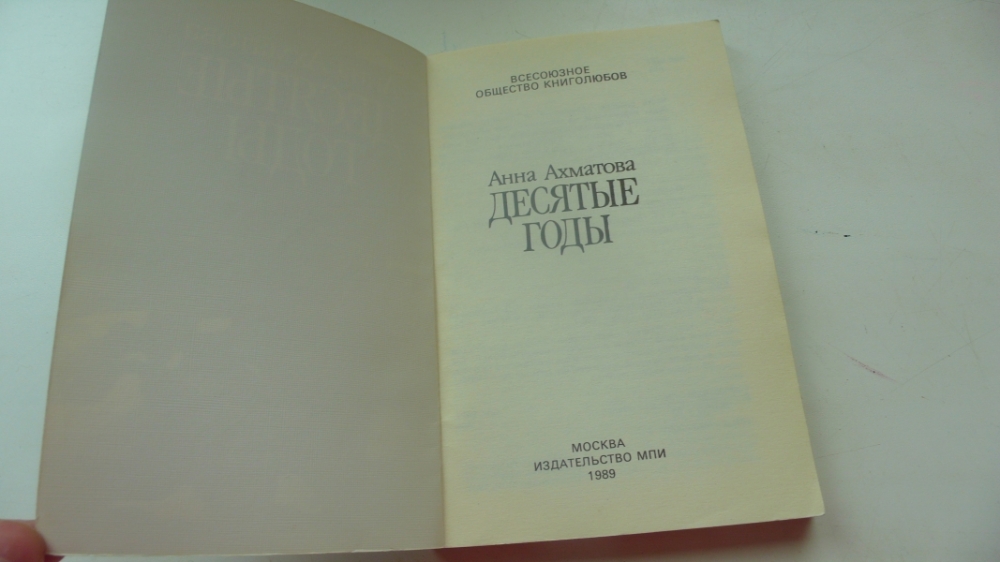 ВСЕСОЮЗНОЕ
ОБЩЕСТВО КНИГОЛЮБОВ
Анна Ахматова
ДЕСЯТЫЕ
ГОДЫ
МОСКВА
ИЗДАТЕЛЬСТВО МПИ
1989